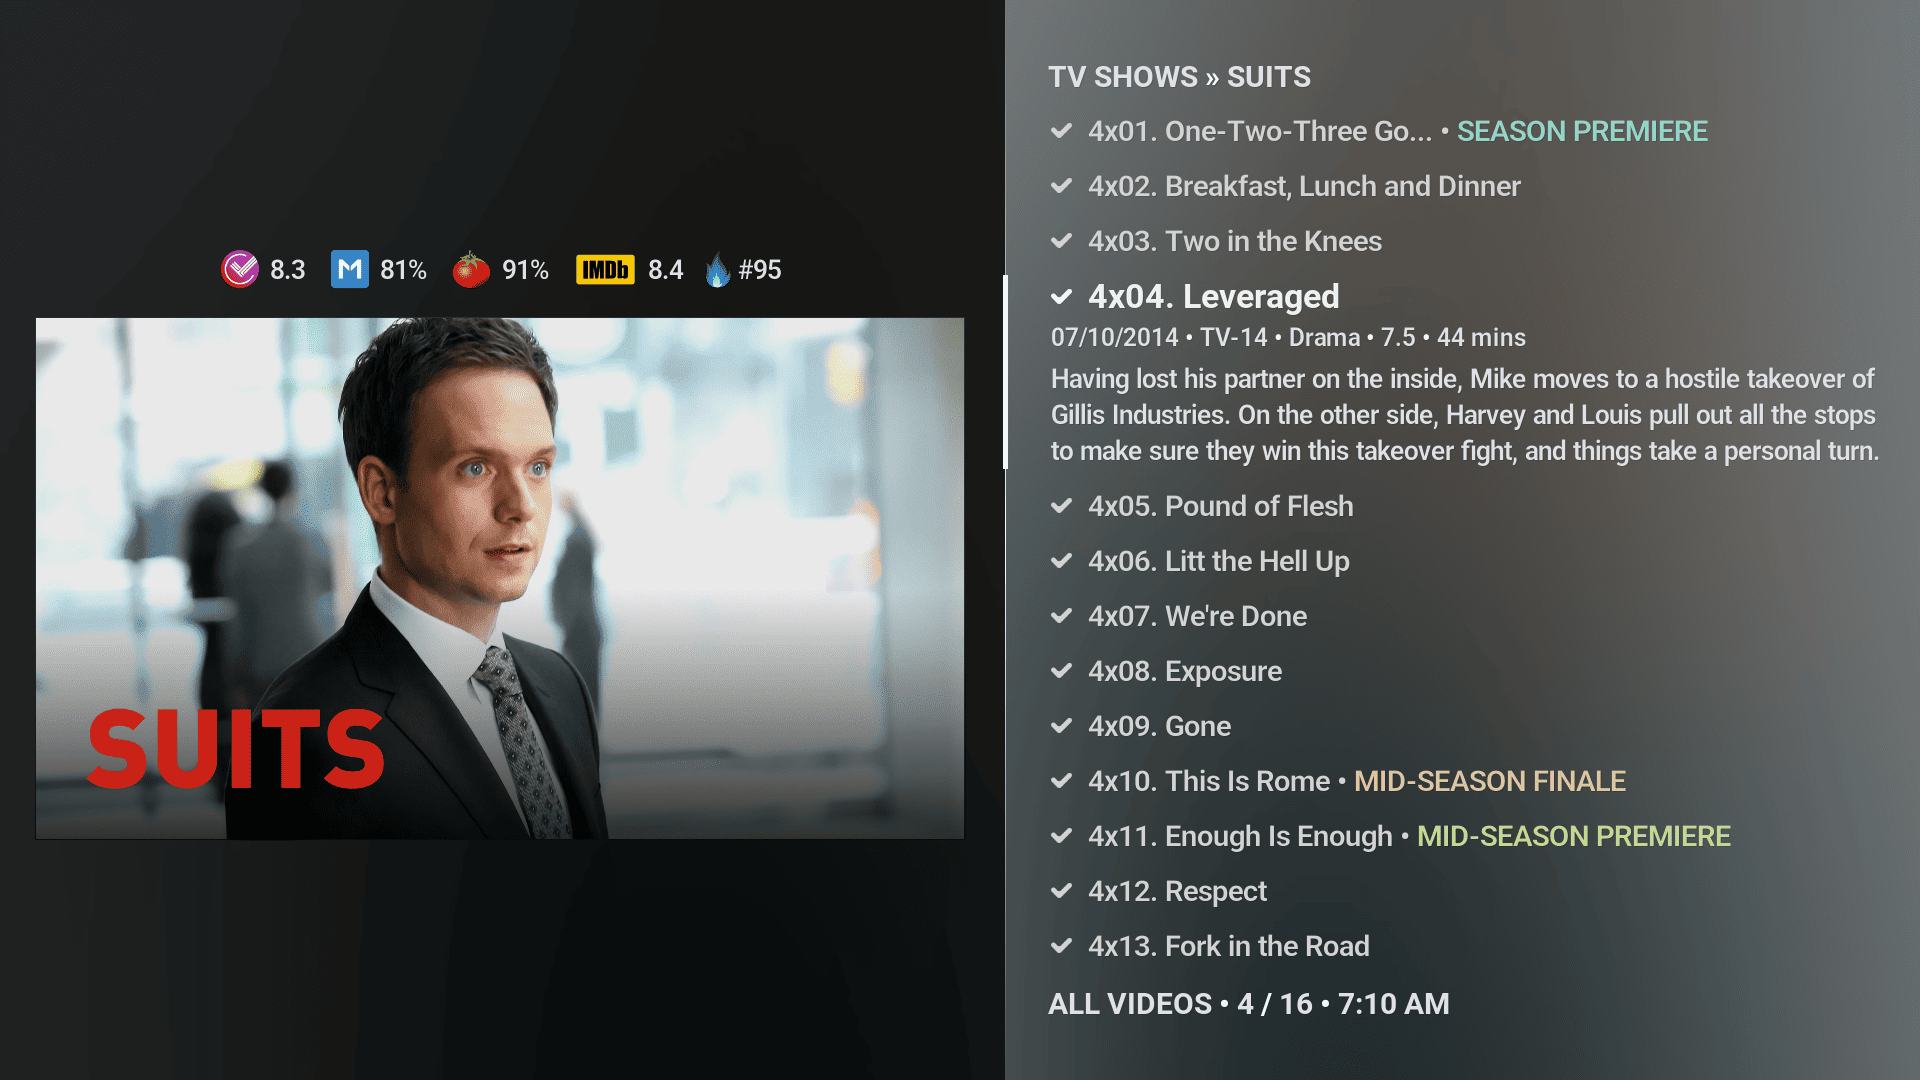 8.3 M 81% 91% IMDb 8.4 #95
SUITS
TV SHOWS » SUITS
4x01. One-Two-Three Go... • SEASON PREMIERE
4x02. Breakfast, Lunch and Dinner
4x03. Two in the Knees
4x04. Leveraged
07/10/2014 • TV-14 • Drama • 7.5 • 44 mins
Having lost his partner on the inside, Mike moves to a hostile takeover of
Gillis Industries. On the other side, Harvey and Louis pull out all the stops
to make sure they win this takeover fight, and things take a personal turn.
4x05. Pound of Flesh
4x06. Litt the Hell Up
4x07. We're Done
4x08. Exposure
4x09. Gone
4x10. This Is Rome • MID-SEASON FINALE
4x11. Enough Is Enough • MID-SEASON PREMIERE
4x12. Respect
4x13. Fork in the Road
ALL VIDEOS • 4 / 16 • 7:10 AM